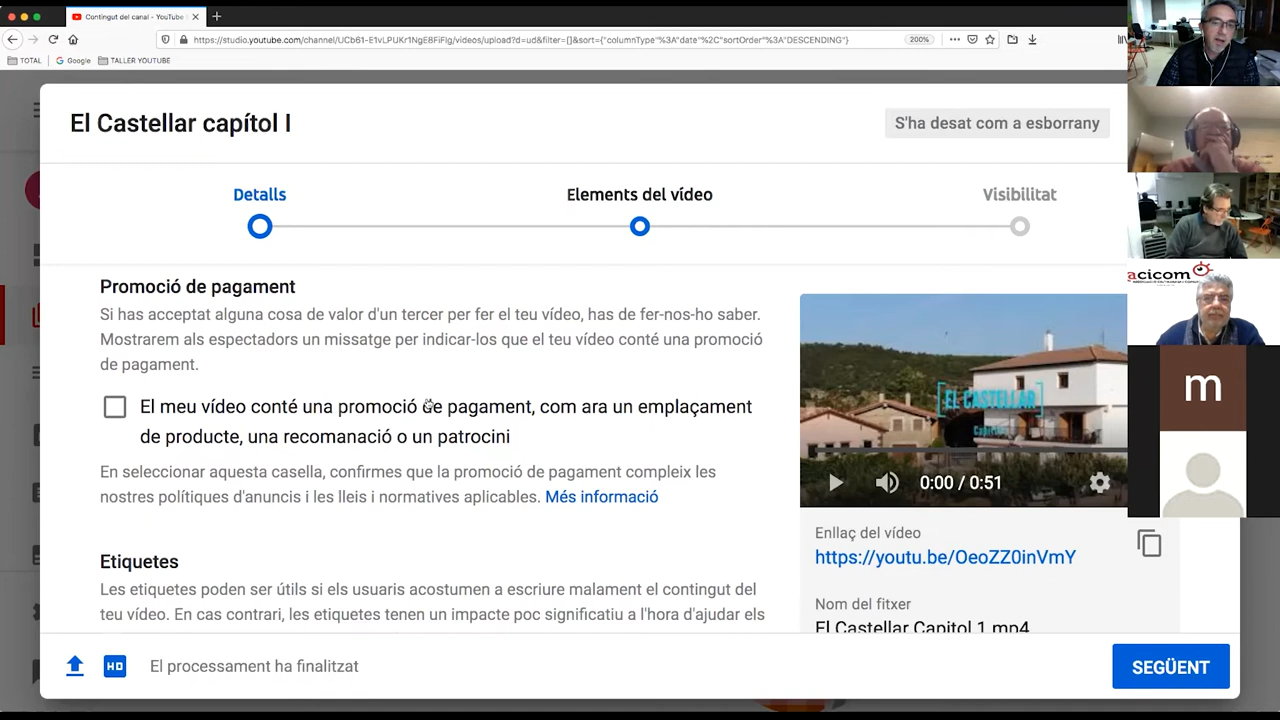 Contingut del canal - YouTube
https://studio.youtube.com/channel/UCb61-E1vLPUKr1NgE8F6Ig/videos/upload?d=ud&filter=[]&sort={"columnType"%3A"date"%2C"sortOrder"%3A"DESCENDING"}
200%
TOTAL
Google
TALLER YOUTUBE
El Castellar capítol I
S'ha desat com a esborrany
Detalls
Elements del vídeo
Visibilitat
acicom
Promoció de pagament
Si has acceptat alguna cosa de valor d'un tercer per fer el teu vídeo, has de fer-nos-ho saber.
Mostrarem als espectadors un missatge per indicar-los que el teu vídeo conté una promoció
de pagament.
El meu vídeo conté una promoció de pagament, com ara un emplaçament
de producte, una recomanació o un patrocini
En seleccionar aquesta casella, confirmes que la promoció de pagament compleix les
nostres polítiques d'anuncis i les lleis i normatives aplicables. Més informació
EL CASTELLAR
m
0:00 / 0:51
Etiquetes
Les etiquetes poden ser útils si els usuaris acostumen a escriure malament el contingut del
teu vídeo. En cas contrari, les etiquetes tenen un impacte poc significatiu a l'hora d'ajudar els
Enllaç del vídeo
https://youtu.be/OeoZZ0inVmY
Nom del fitxer
El Castellar Capitol 1.mp4
HD
El processament ha finalitzat
SEGÜENT